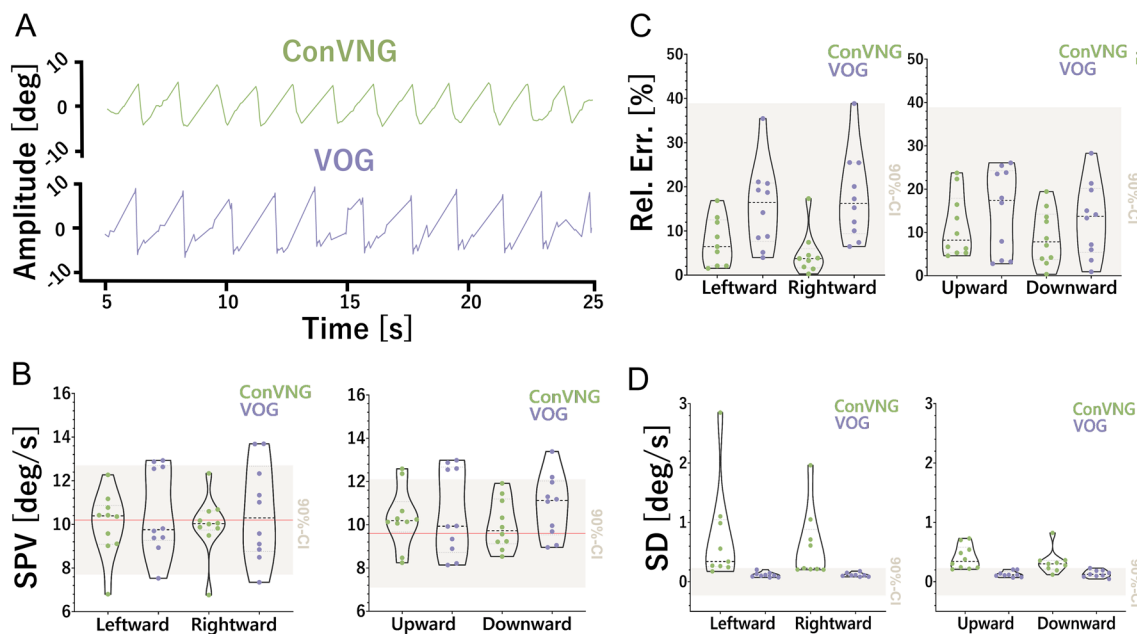 A
ConVNG
Amplitude [deg]
10
0
-10
VOG
10
0
-10
5
10
15
20
25
Time [s]
B
SPV [deg/s]
16
14
12
10
8
6
ConVNG
VOG
90%-CI
Leftward
Rightward
16
14
12
10
8
6
ConVNG
VOG
90%-CI
Upward
Downward
C
Rel. Err. [%]
50
40
30
20
10
0
ConVNG
VOG
90%-CI
Leftward
Rightward
50
40
30
20
10
0
ConVNG
VOG
90%-CI
Upward
Downward
D
SD [deg/s]
3
2
1
0
ConVNG
VOG
90%-CI
Leftward
Rightward
3
2
1
0
ConVNG
VOG
90%-CI
Upward
Downward